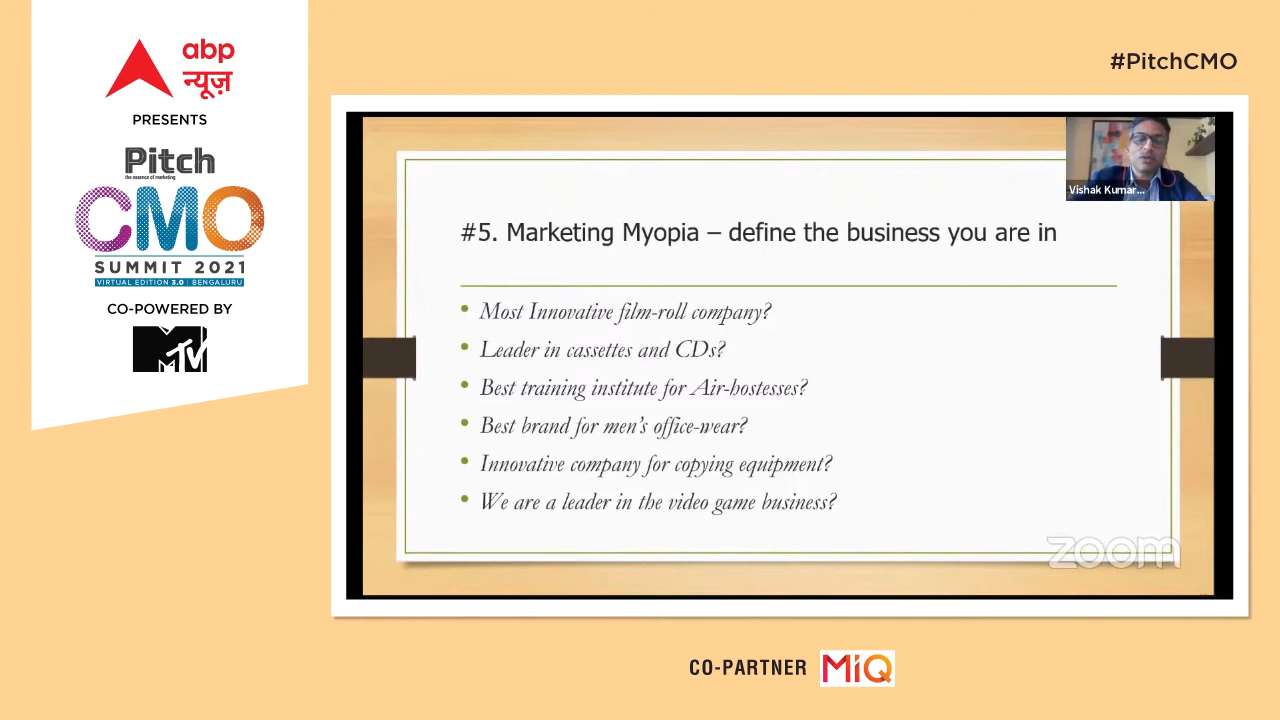 abp
न्यूज़
PRESENTS
Pitch
the essence of marketing
CMO
SUMMIT 2021
VIRTUAL EDITION 3.0 | BENGALURU
CO-POWERED BY
MTV
#PitchCMO
Vishak Kumar...
#5. Marketing Myopia – define the business you are in
• Most Innovative film-roll company?
• Leader in cassettes and CDs?
• Best training institute for Air-hostesses?
• Best brand for men's office-wear?
• Innovative company for copying equipment?
• We are a leader in the video game business?
zoom
CO-PARTNER MiQ